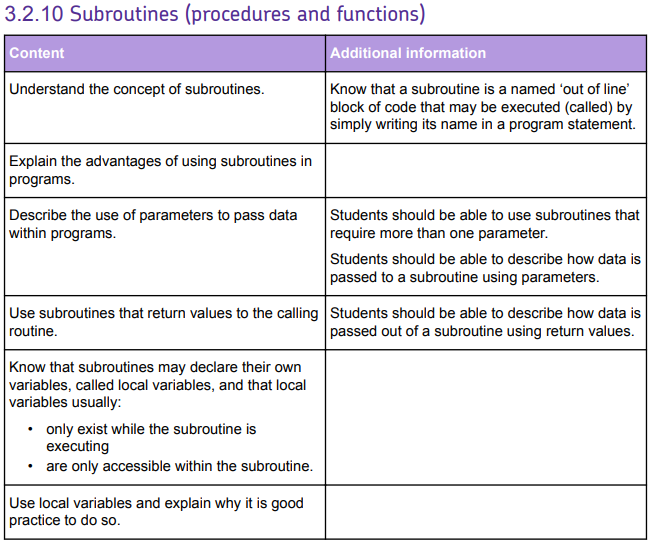 3.2.10 Subroutines (procedures and functions)
Content
Additional information
Understand the concept of subroutines.
Know that a subroutine is a named ‘out of line’
block of code that may be executed (called) by
simply writing its name in a program statement.
Explain the advantages of using subroutines in
programs.
Describe the use of parameters to pass data
within programs.
Students should be able to use subroutines that
require more than one parameter.
Students should be able to describe how data is
passed to a subroutine using parameters.
Use subroutines that return values to the calling
routine.
Students should be able to describe how data is
passed out of a subroutine using return values.
Know that subroutines may declare their own
variables, called local variables, and that local
variables usually:
• only exist while the subroutine is
executing
• are only accessible within the subroutine.
Use local variables and explain why it is good
practice to do so.